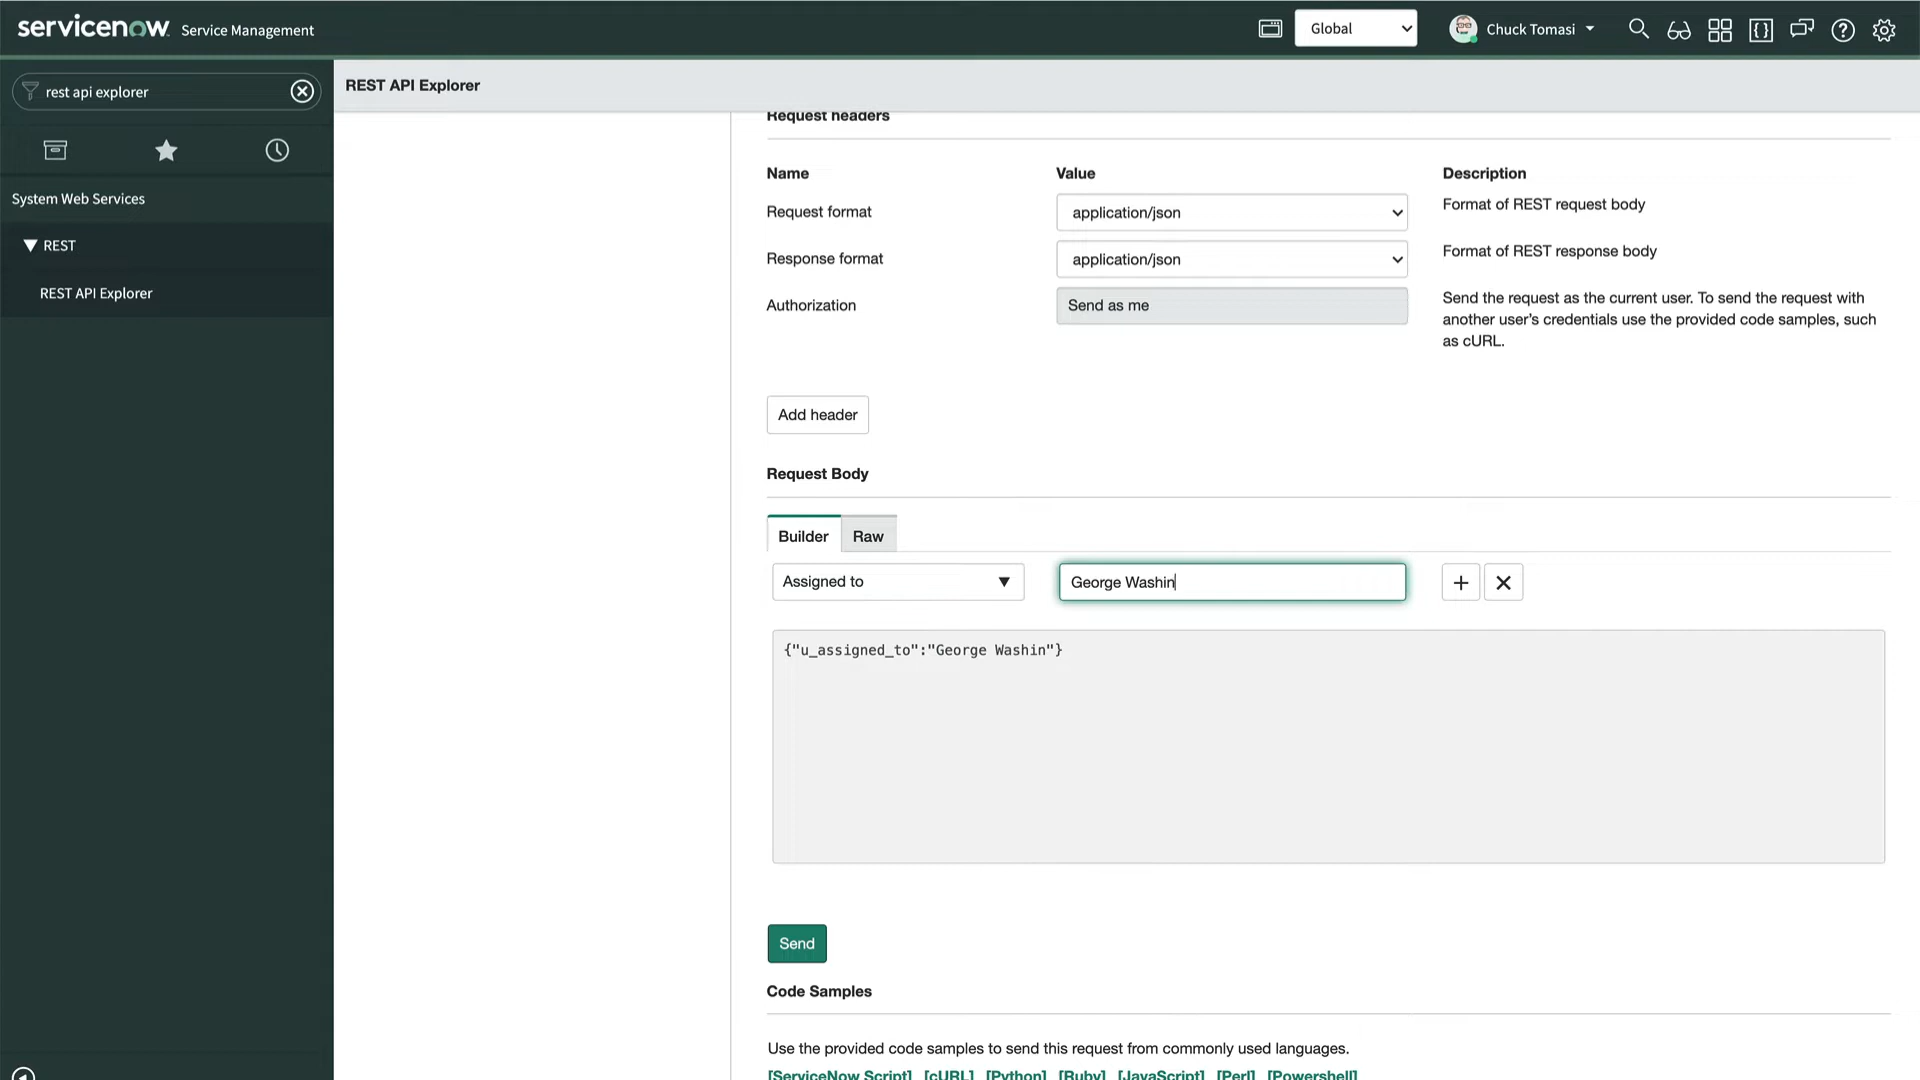 servicenow Service Management
Global
Chuck Tomasi
rest api explorer
REST API Explorer
System Web Services
REST
REST API Explorer
Request headers
Name Value Description
Request format application/json Format of REST request body
Response format application/json Format of REST response body
Authorization Send as me Send the request as the current user. To send the request with
another user's credentials use the provided code samples, such
as cURL.
Add header
Request Body
Builder Raw
Assigned to George Washin
{"u_assigned_to":"George Washin"}
Send
Code Samples
Use the provided code samples to send this request from commonly used languages.
[ServiceNow Script] [cURL] [Python] [Ruby] [JavaScript] [Perl] [Powershell]